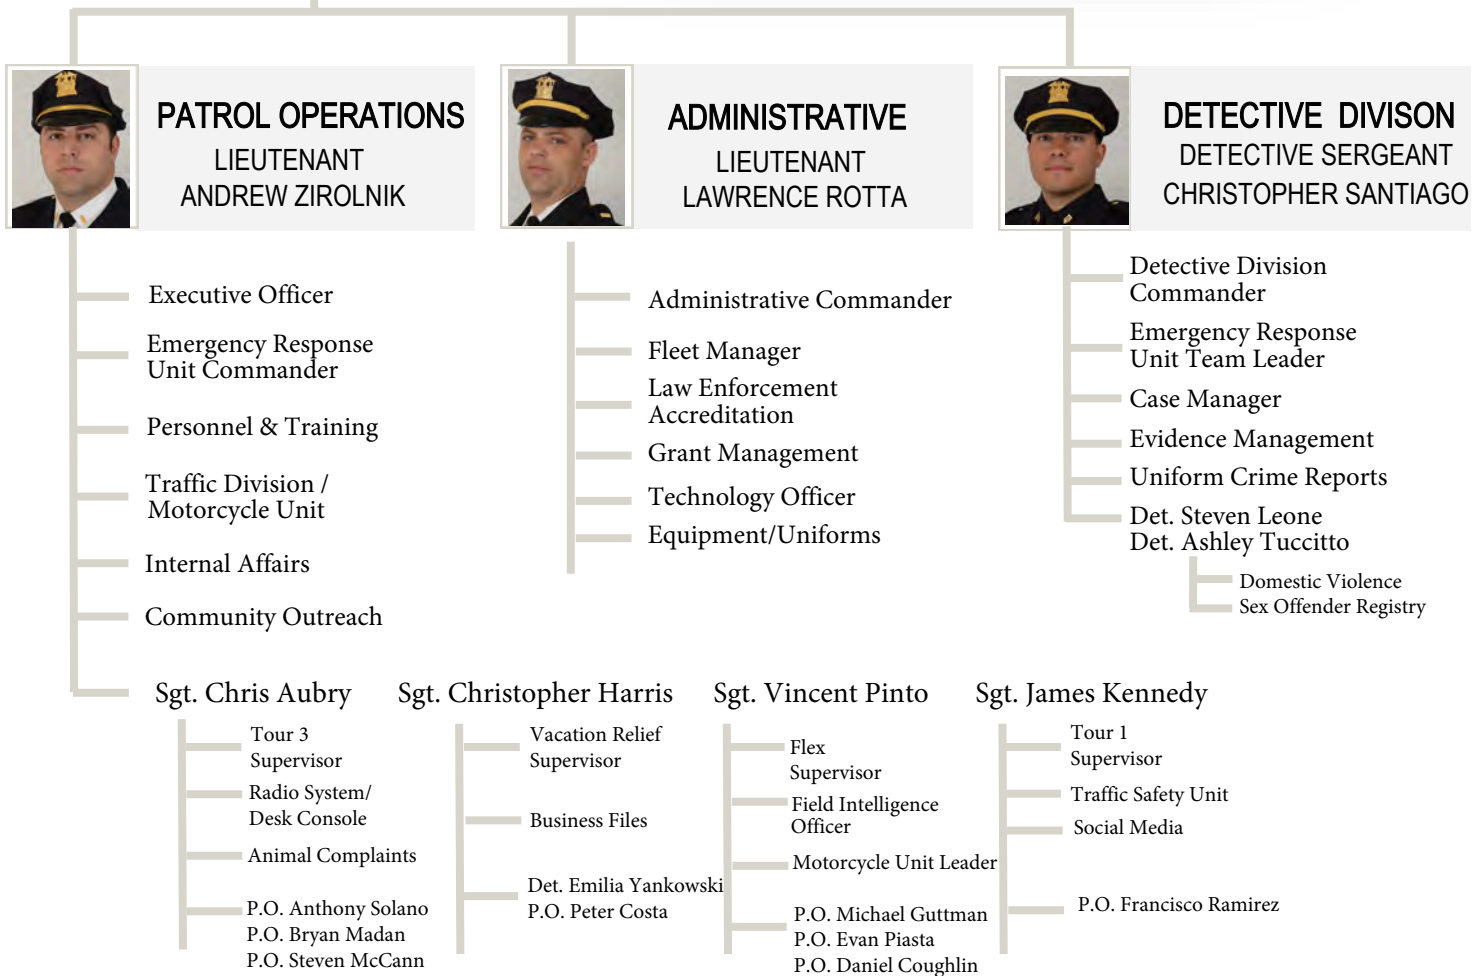 PATROL OPERATIONS
LIEUTENANT
ANDREW ZIROLNIK
Executive Officer
Emergency Response
Unit Commander
Personnel & Training
Traffic Division /
Motorcycle Unit
Internal Affairs
Community Outreach
ADMINISTRATIVE
LIEUTENANT
LAWRENCE ROTTA
Administrative Commander
Fleet Manager
Law Enforcement
Accreditation
Grant Management
Technology Officer
Equipment/Uniforms
DETECTIVE DIVISON
DETECTIVE SERGEANT
CHRISTOPHER SANTIAGO
Detective Division
Commander
Emergency Response
Unit Team Leader
Case Manager
Evidence Management
Uniform Crime Reports
Det. Steven Leone
Det. Ashley Tuccitto
Domestic Violence
Sex Offender Registry
Sgt. Chris Aubry
Tour 3
Supervisor
Radio System/
Desk Console
Animal Complaints
P.O. Anthony Solano
P.O. Bryan Madan
P.O. Steven McCann
Sgt. Christopher Harris
Vacation Relief
Supervisor
Business Files
Det. Emilia Yankowski
P.O. Peter Costa
Sgt. Vincent Pinto
Flex
Supervisor
Field Intelligence
Officer
Motorcycle Unit Leader
P.O. Michael Guttman
P.O. Evan Piasta
P.O. Daniel Coughlin
Sgt. James Kennedy
Tour 1
Supervisor
Traffic Safety Unit
Social Media
P.O. Francisco Ramirez